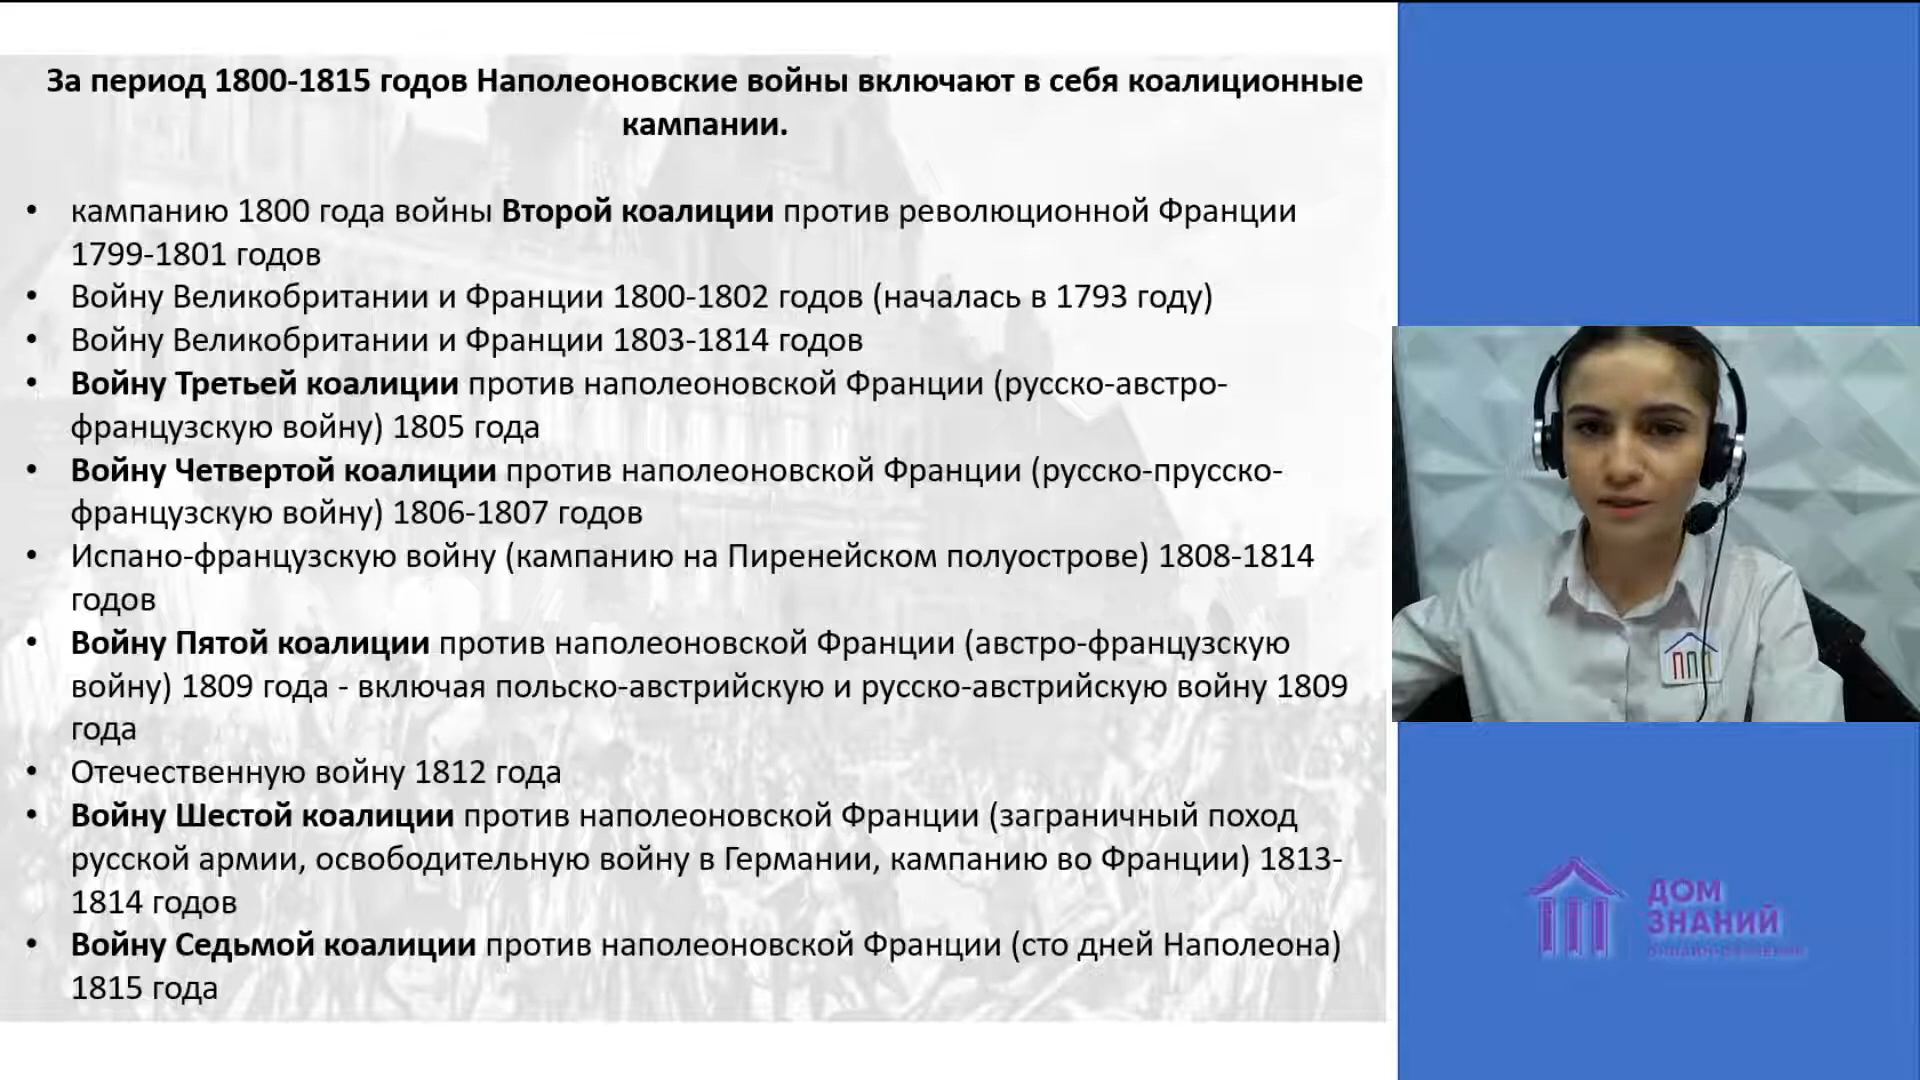 За период 1800-1815 годов Наполеоновские войны включают в себя коалиционные
кампании.
• кампанию 1800 года войны Второй коалиции против революционной Франции
1799-1801 годов
• Войну Великобритании и Франции 1800-1802 годов (началась в 1793 году)
• Войну Великобритании и Франции 1803-1814 годов
• Войну Третьей коалиции против наполеоновской Франции (русско-австро-
французскую войну) 1805 года
• Войну Четвертой коалиции против наполеоновской Франции (русско-прусско-
французскую войну) 1806-1807 годов
• Испано-французскую войну (кампанию на Пиренейском полуострове) 1808-1814
годов
• Войну Пятой коалиции против наполеоновской Франции (австро-французскую
войну) 1809 года - включая польско-австрийскую и русско-австрийскую войну 1809
года
• Отечественную войну 1812 года
• Войну Шестой коалиции против наполеоновской Франции (заграничный поход
русской армии, освободительную войну в Германии, кампанию во Франции) 1813-
1814 годов
• Войну Седьмой коалиции против наполеоновской Франции (сто дней Наполеона)
1815 года
ДОМ
ЗНАНИЙ